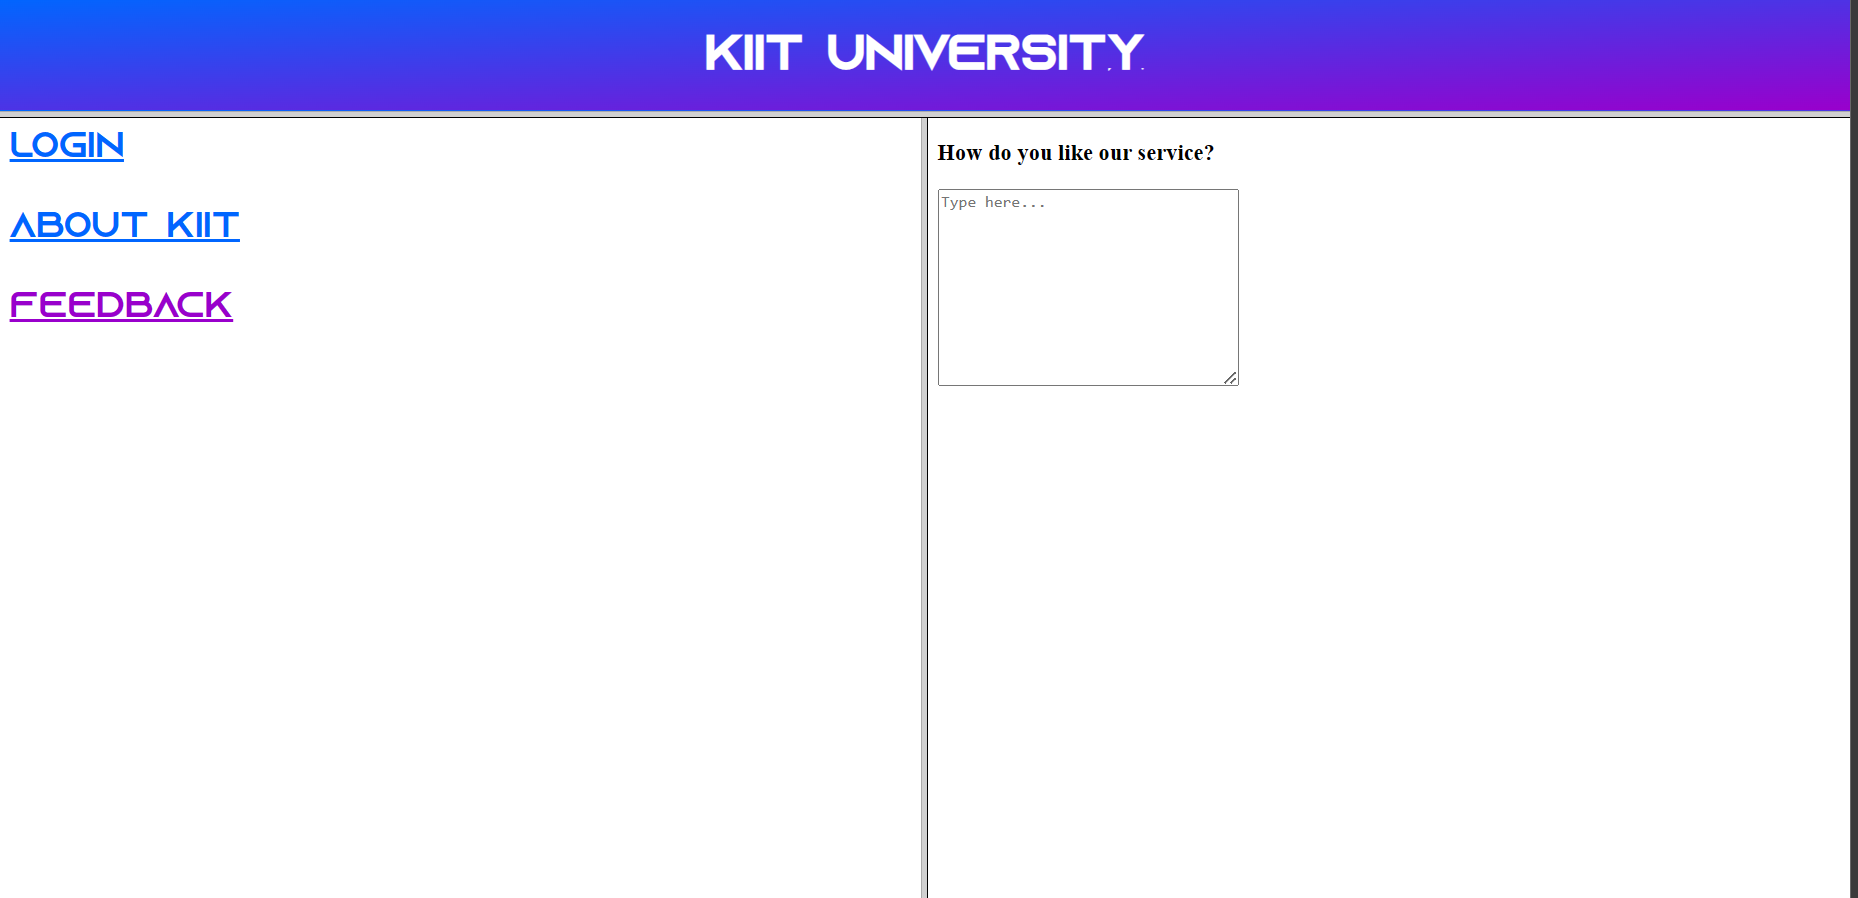 KIIT UNIVERSITY
LOGIN
ABOUT KIIT
FEEDBACK
How do you like our service?
Type here...